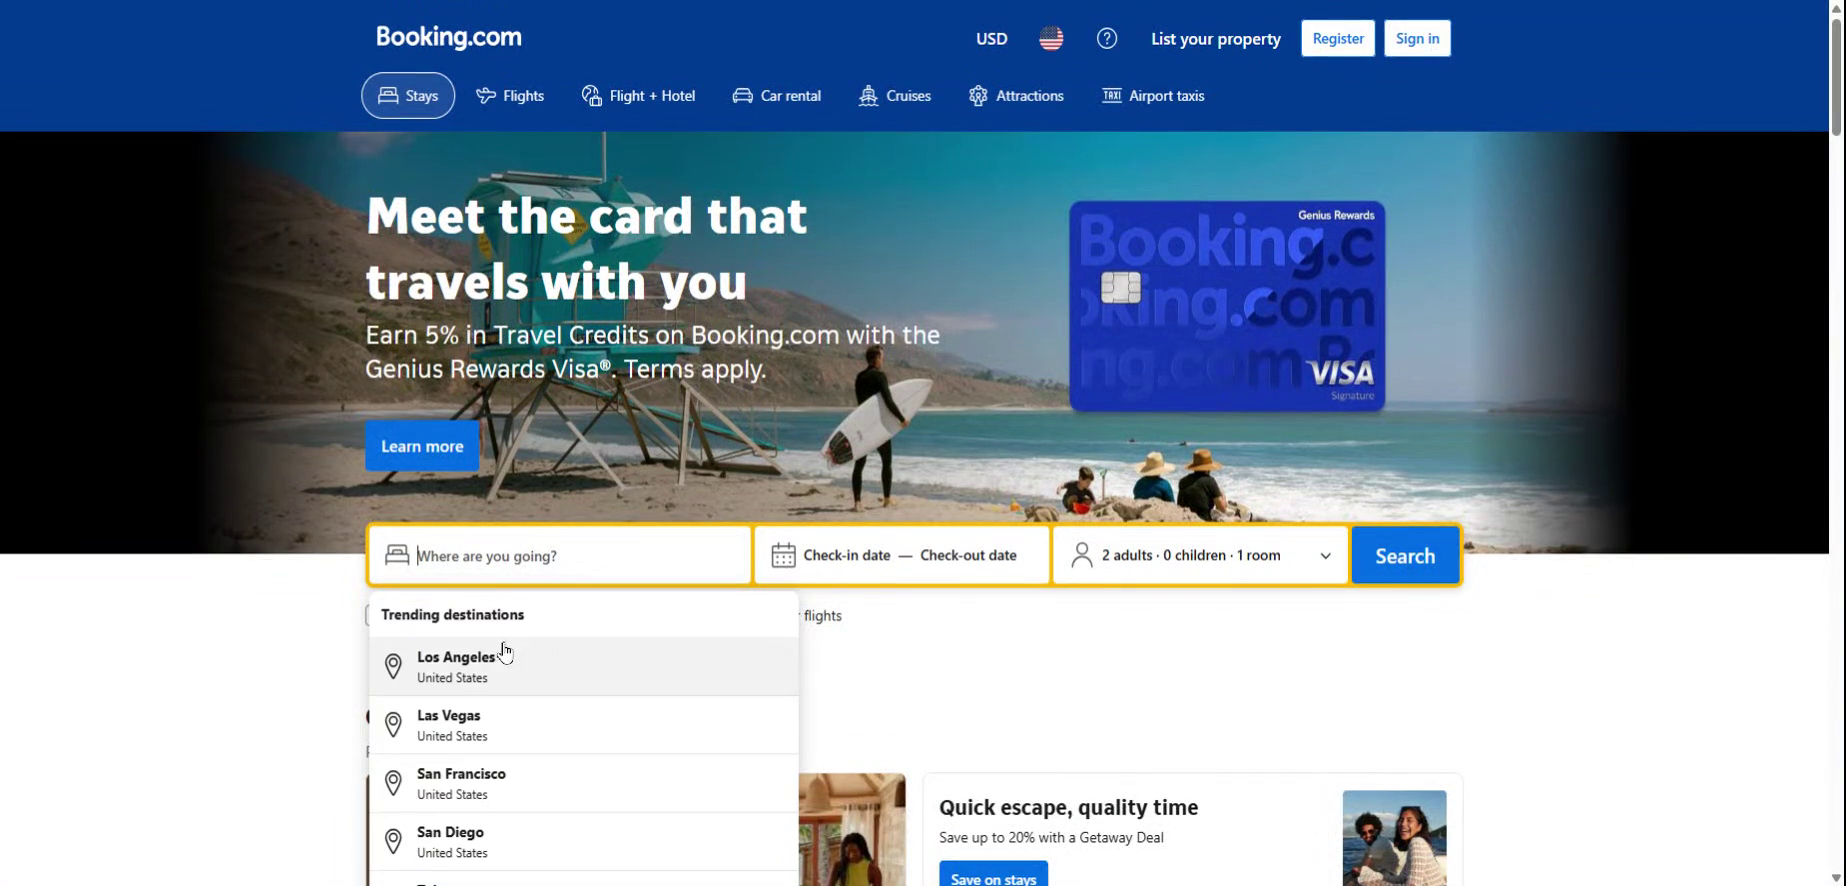 Booking.com
USD
List your property
Register
Sign in
Stays
Flights
Flight + Hotel
Car rental
Cruises
Attractions
TAXI
Airport taxis
Meet the card that
travels with you
Earn 5% in Travel Credits on Booking.com with the
Genius Rewards Visa®. Terms apply.
Learn more
Genius Rewards
Booking.c
king.com
ng.com
VISA
Signature
Where are you going?
Check-in date — Check-out date
2 adults · 0 children · 1 room
Search
flights
Trending destinations
Los Angeles
United States
Las Vegas
United States
San Francisco
United States
San Diego
United States
Quick escape, quality time
Save up to 20% with a Getaway Deal
Save on stays